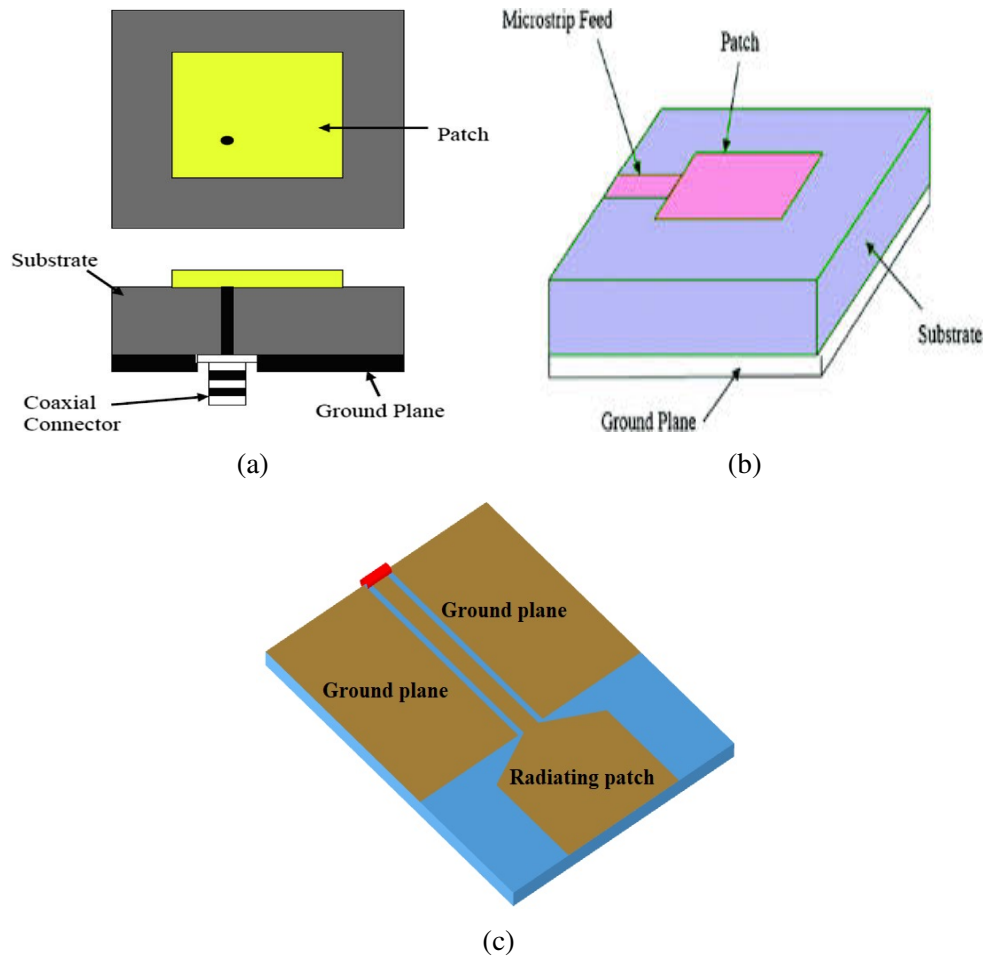 Patch
Substrate
Coaxial
Connector
Ground Plane
(a)
Microstrip Feed
Patch
Substrate
Ground Plane
(b)
Ground plane
Ground plane
Radiating patch
(c)